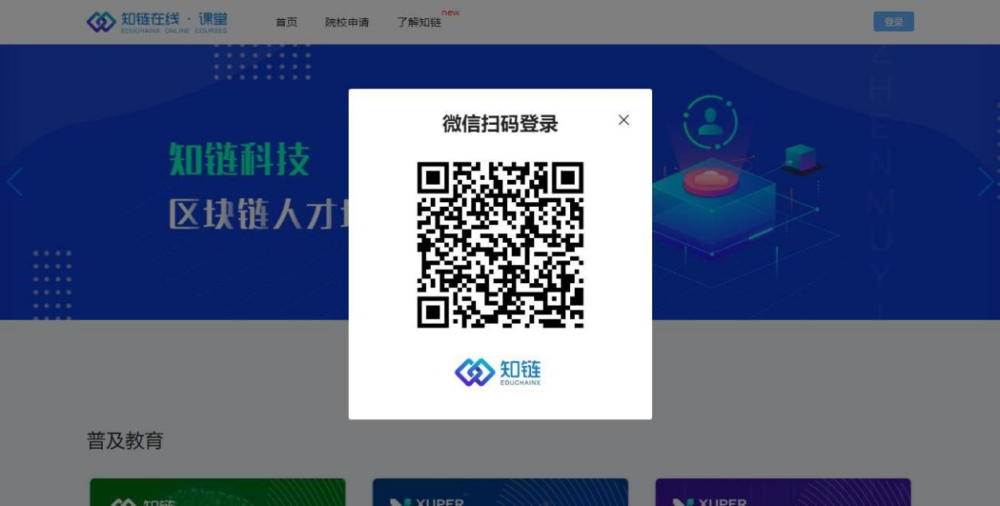 知链在线 · 课堂
EDUCHAINX ONLINE COURSES
首页
院校申请
了解知链
new
登录
微信扫码登录
知链科技
区块链人才
ZHENMUYI
知链
EDUCHAINX
普及教育
知链
XUPER
XUPER